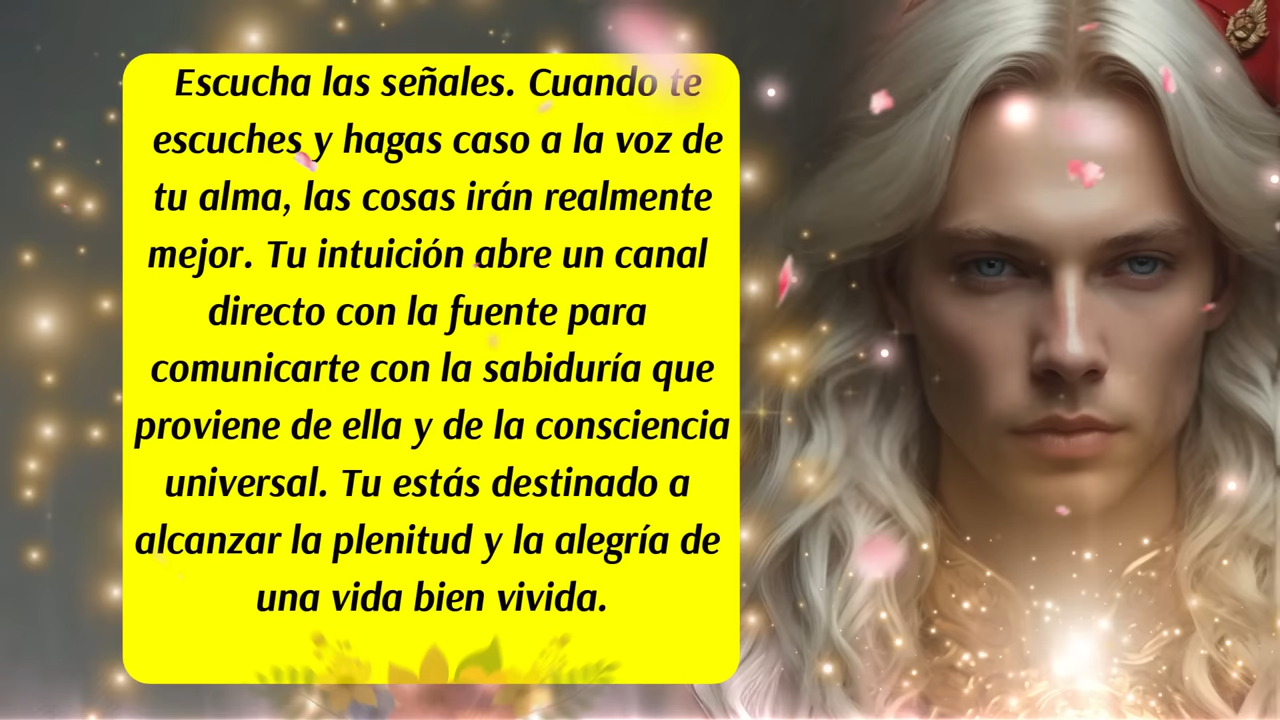 Escucha las señales. Cuando te
escuches y hagas caso a la voz de
tu alma, las cosas irán realmente
mejor. Tu intuición abre un canal
directo con la fuente para
comunicarte con la sabiduría que
proviene de ella y de la consciencia
universal. Tu estás destinado a
alcanzar la plenitud y la alegría de
una vida bien vivida.